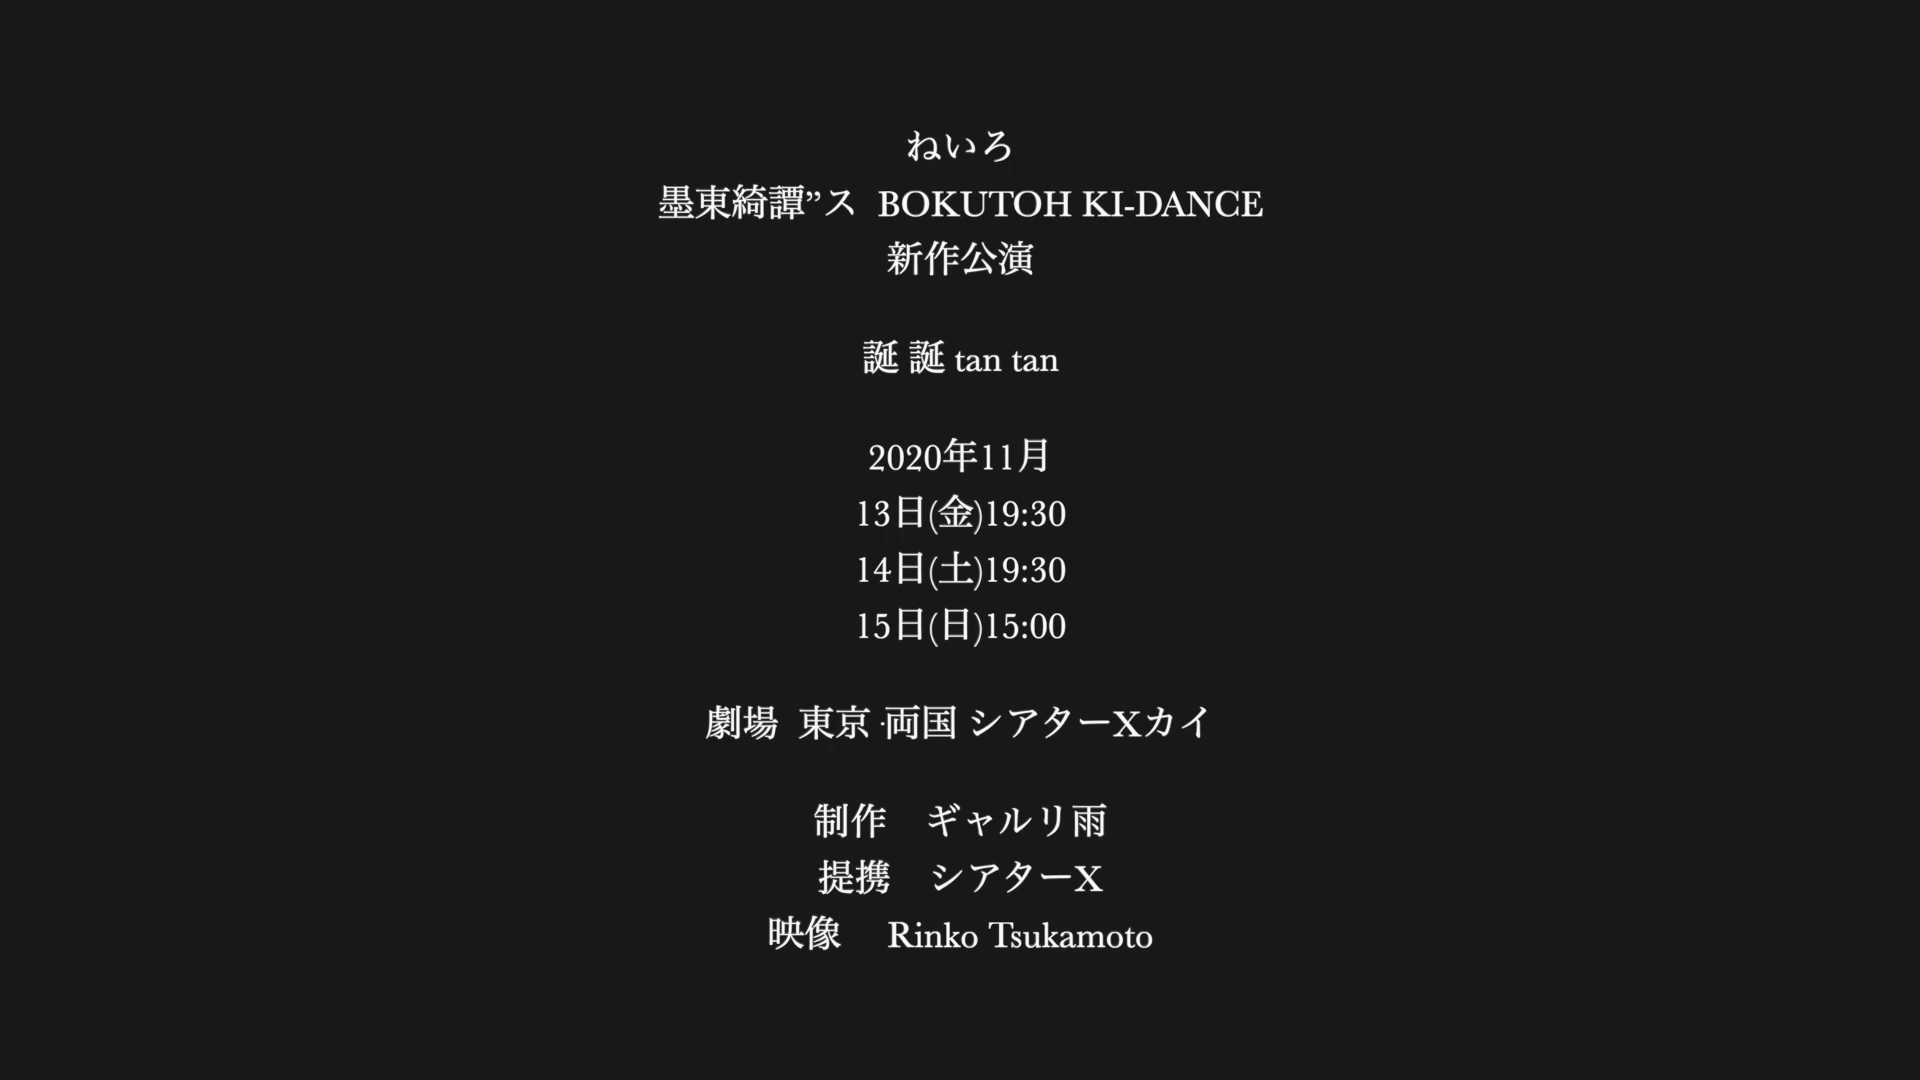 ねいろ
墨東綺譚”ス BOKUTOH KI-DANCE
新作公演
誕 誕 tan tan
2020年11月
13日(金)19:30
14日(土)19:30
15日(日)15:00
劇場 東京·両国 シアターXカイ
制作　ギャルリ雨
提携　シアターX
映像　Rinko Tsukamoto